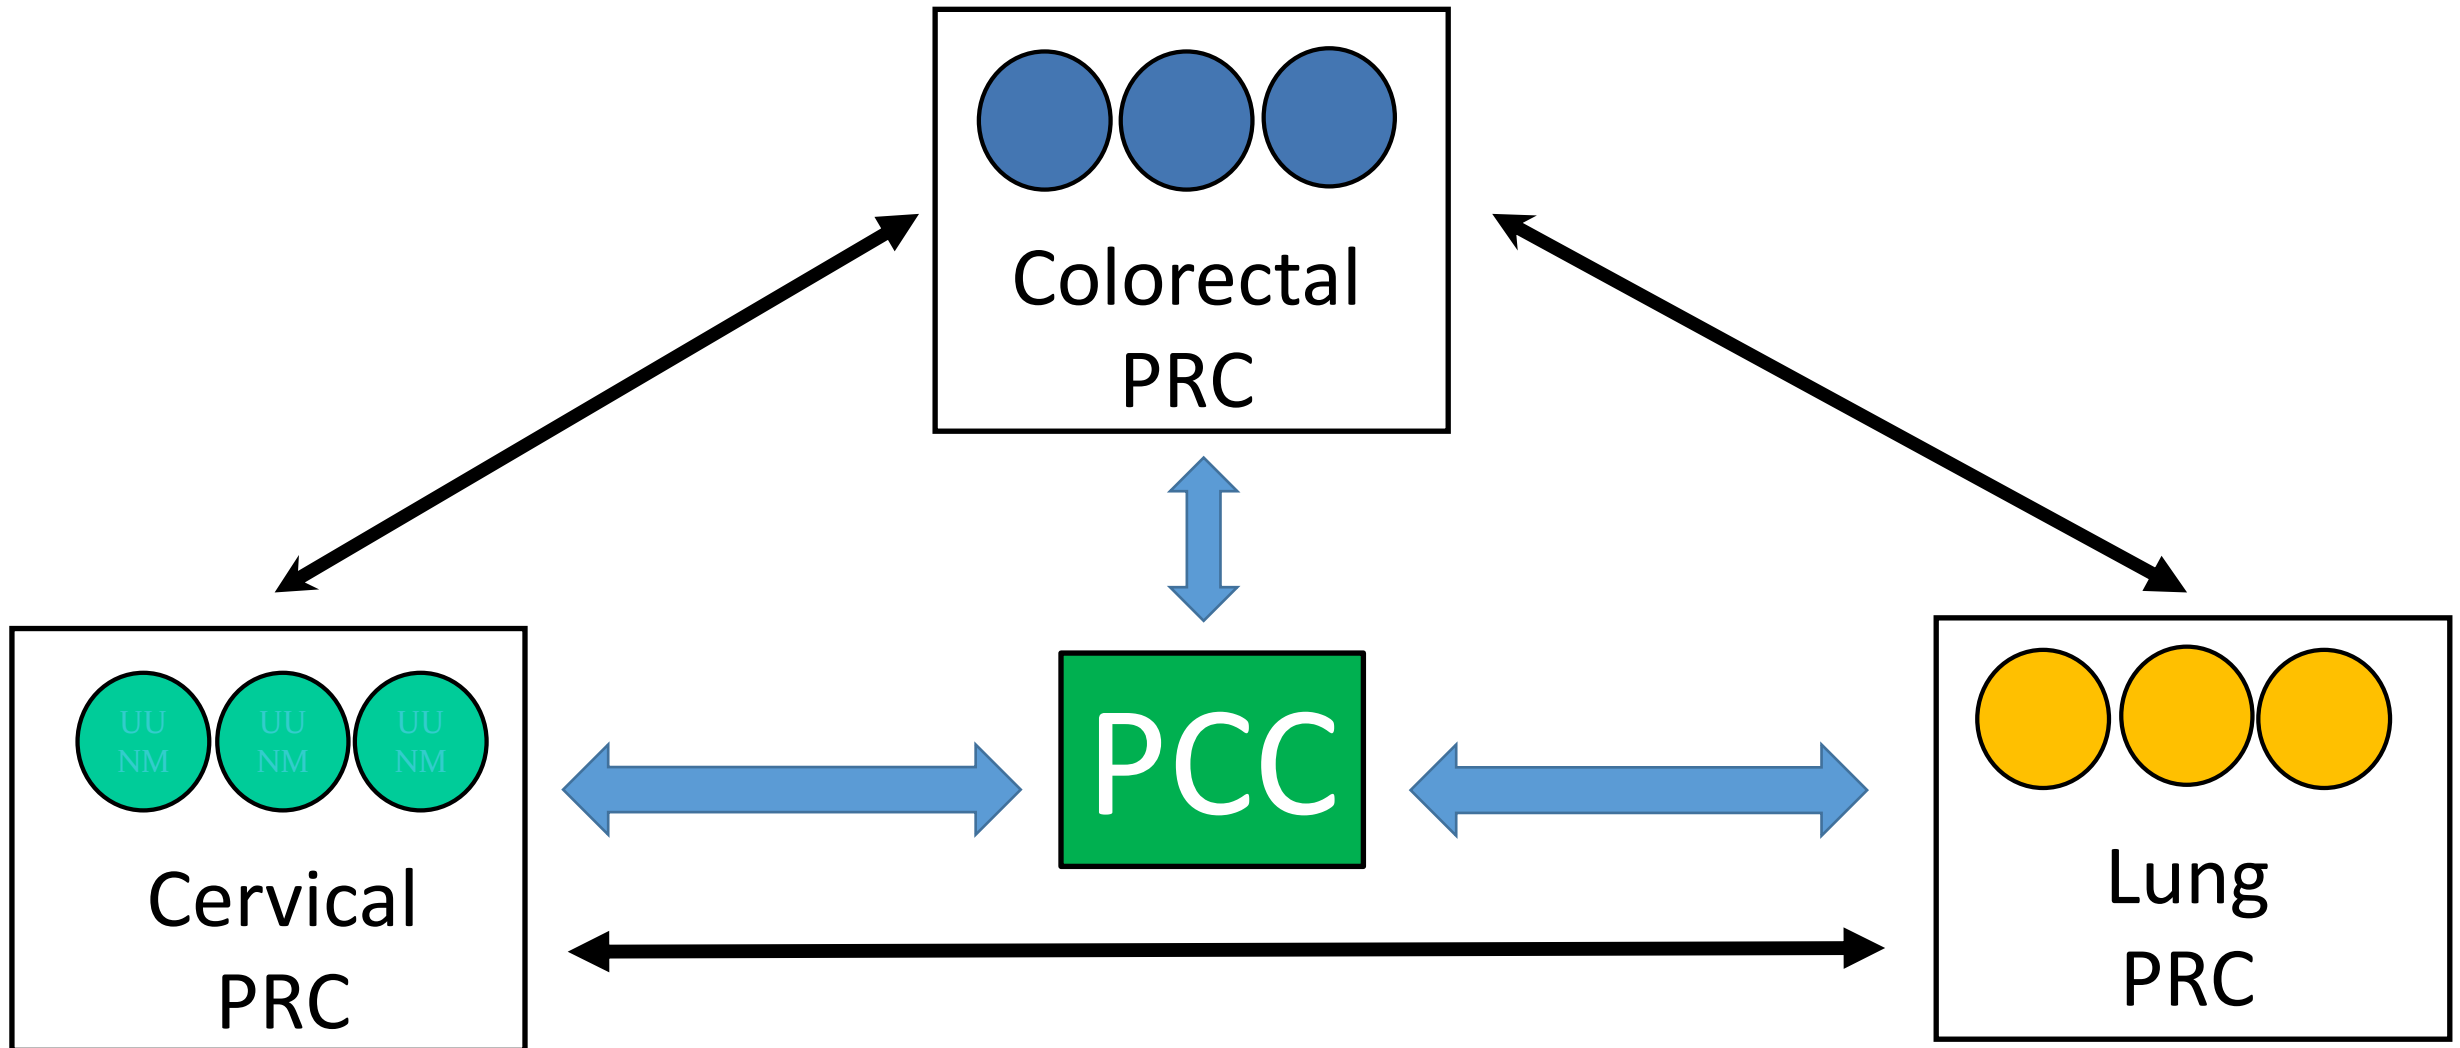 Colorectal
PRC
UU
NM
UU
NM
UU
NM
PCC
Cervical
PRC
Lung
PRC